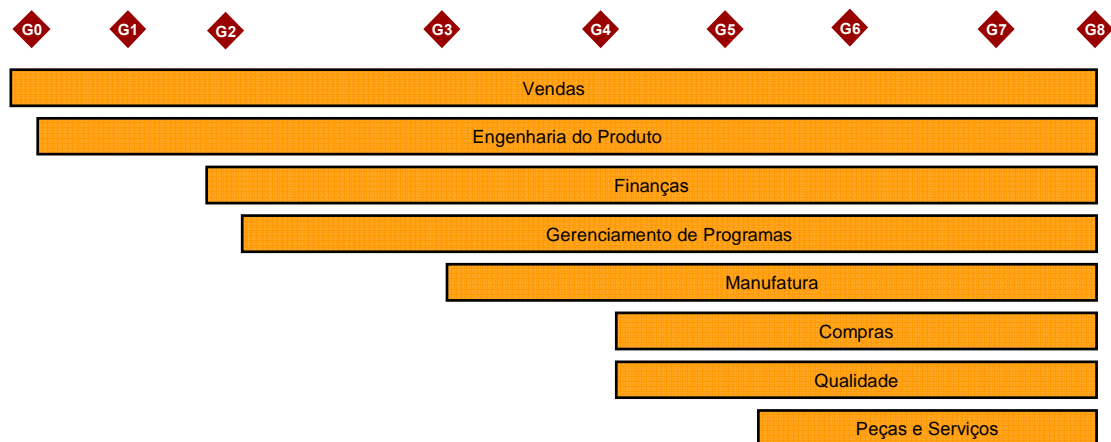 G0 G1 G2 G3 G4 G5 G6 G7 G8
Vendas
Engenharia do Produto
Finanças
Gerenciamento de Programas
Manufatura
Compras
Qualidade
Peças e Serviços